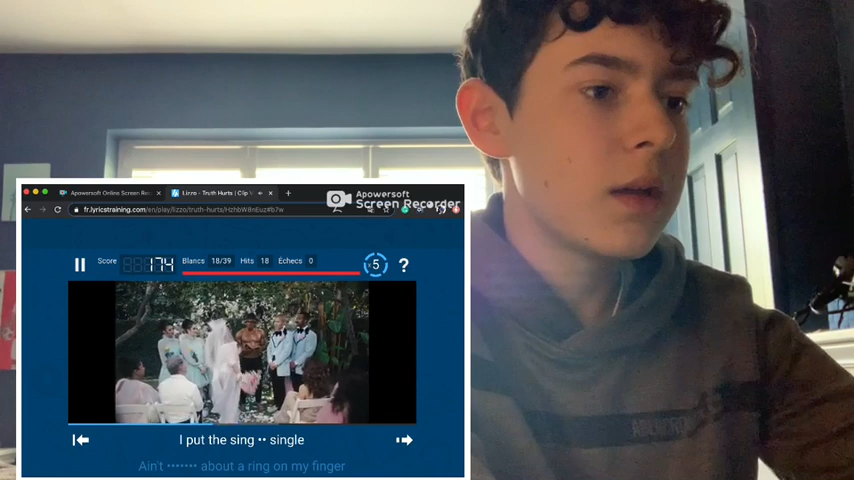 Apowersoft Online Screen Rec
Lizzo - Truth Hurts | Clip
Apowersoft
Screen Recorder
fr.lyricstraining.com/en/play/lizzo/truth-hurts/HzhbW8nEuz#b7w
Score 174 Blancs 18/39 Hits 18 Échecs 0 5 ?
I put the sing •• single
Ain't ••••••• about a ring on my finger